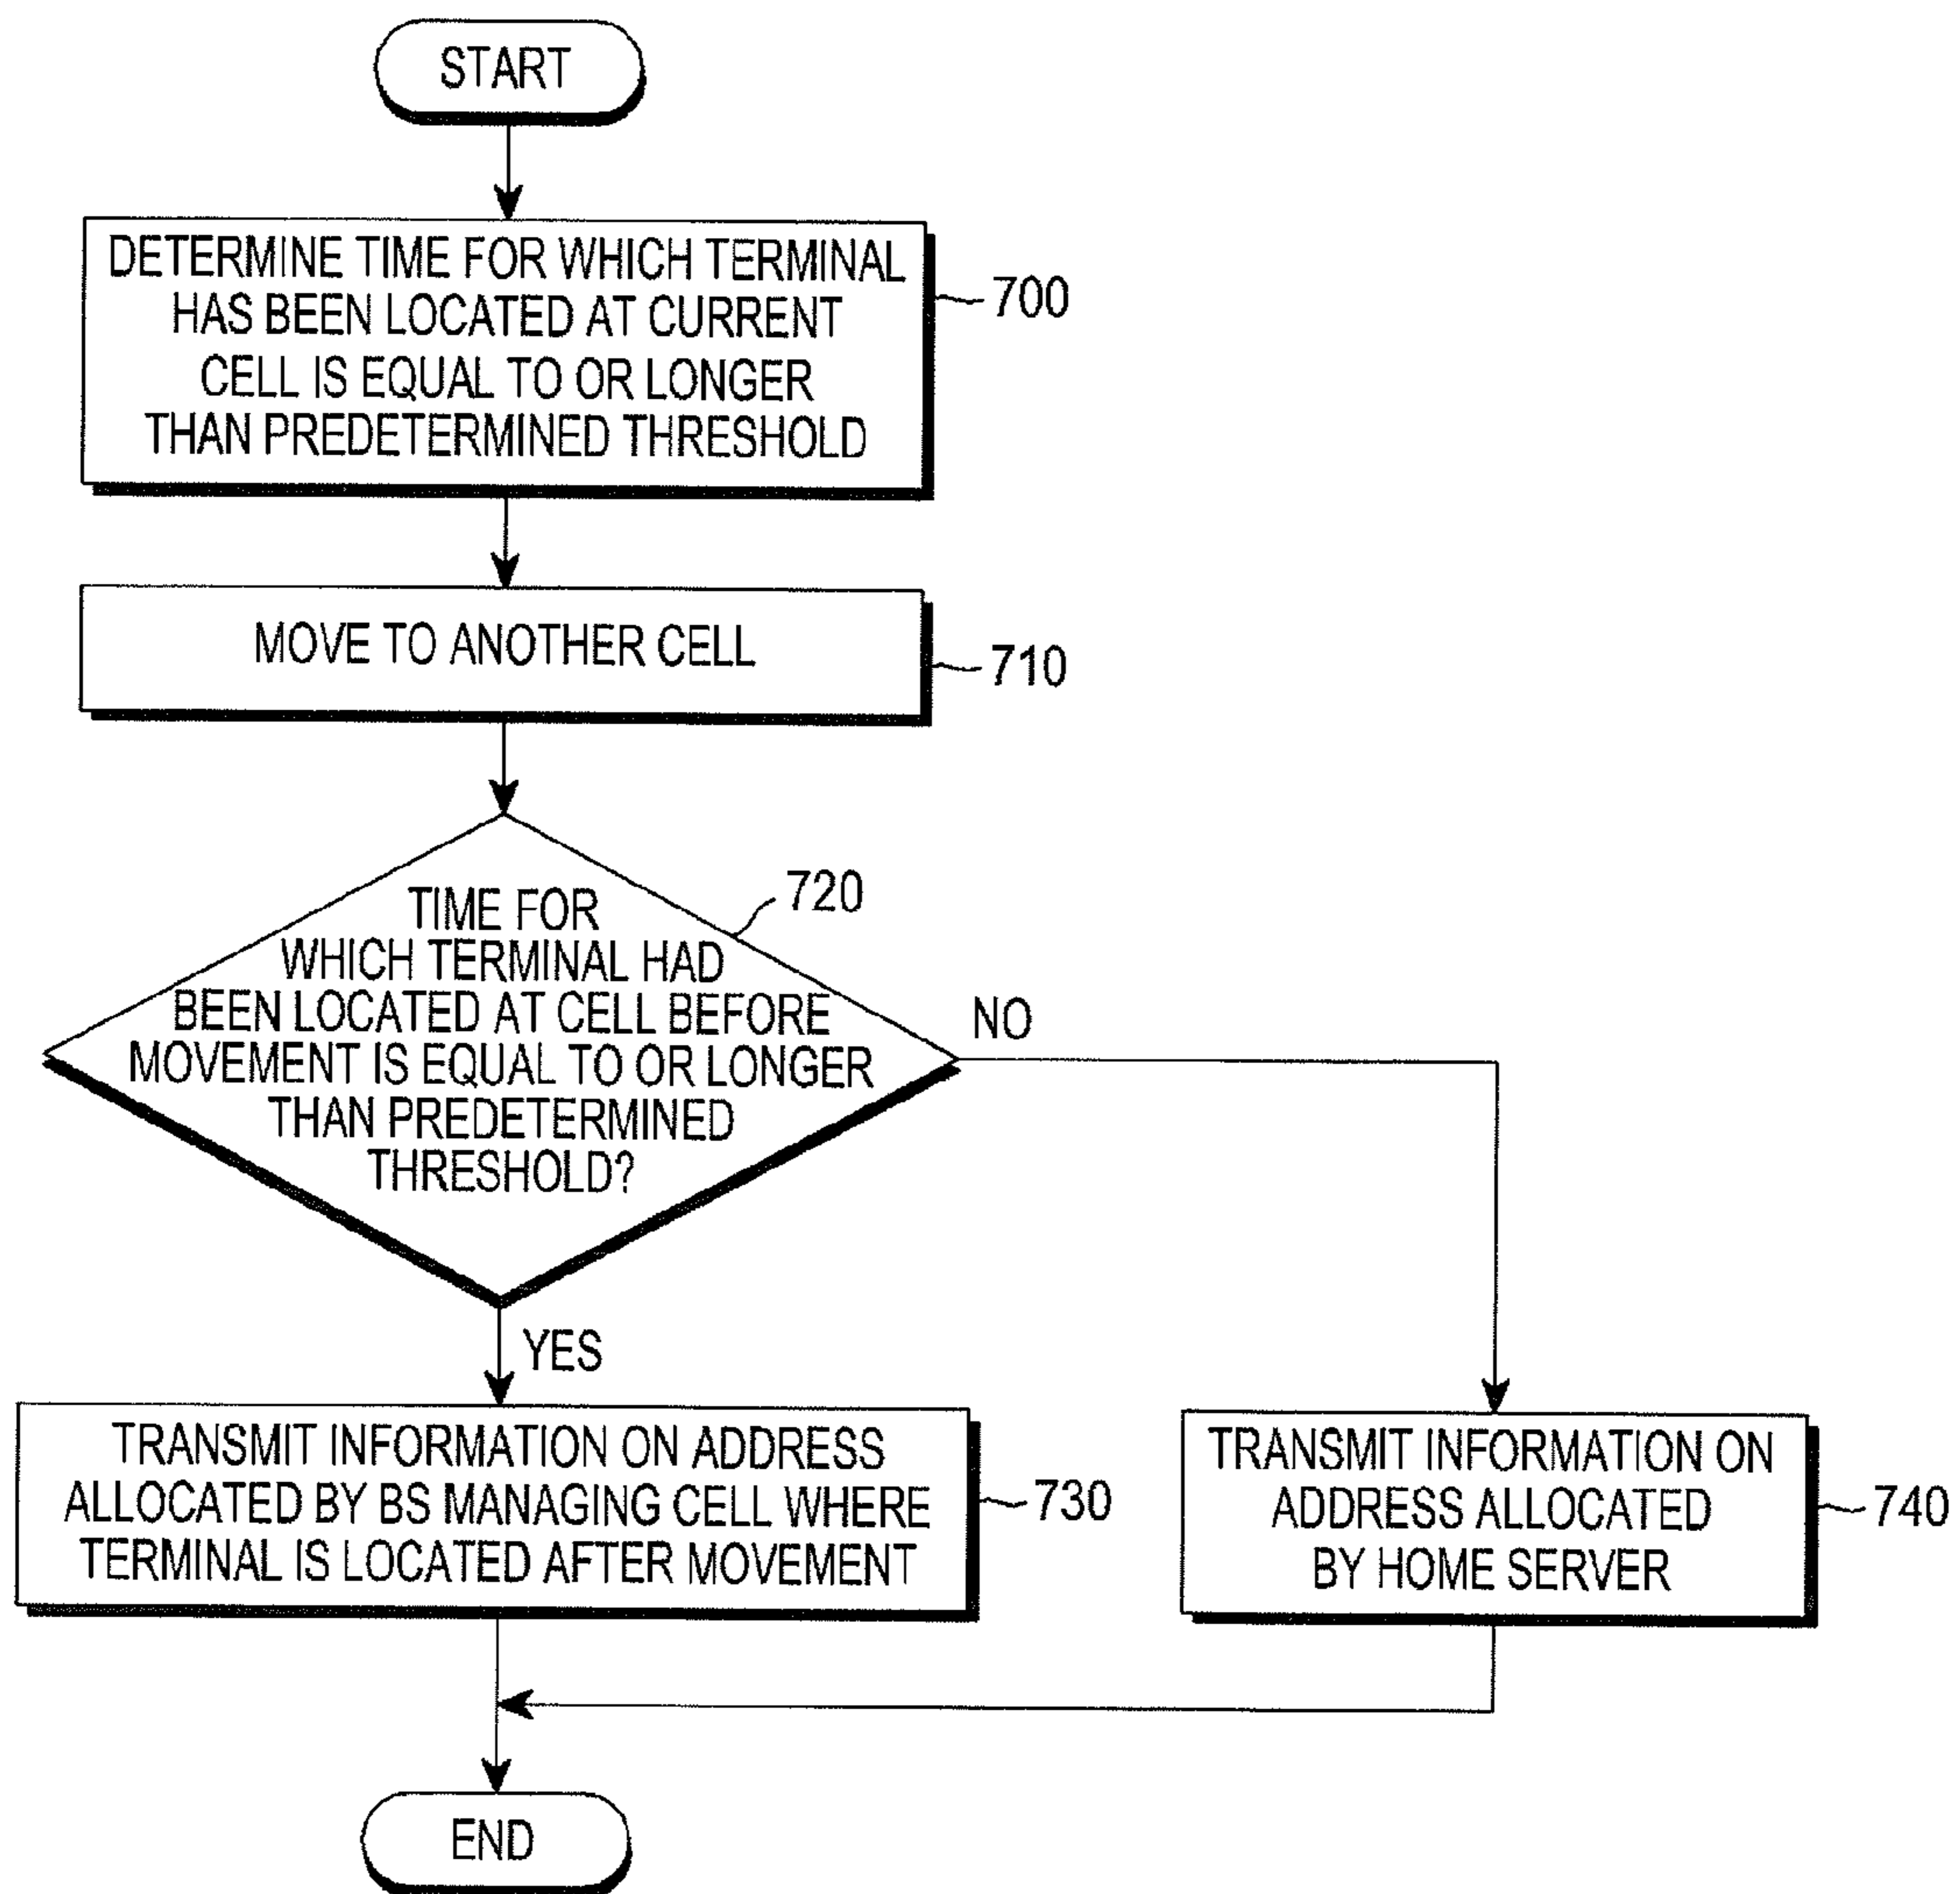 START
DETERMINE TIME FOR WHICH TERMINAL
HAS BEEN LOCATED AT CURRENT
CELL IS EQUAL TO OR LONGER
THAN PREDETERMINED THRESHOLD
700
MOVE TO ANOTHER CELL
710
TIME FOR
WHICH TERMINAL HAD
BEEN LOCATED AT CELL BEFORE
MOVEMENT IS EQUAL TO OR LONGER
THAN PREDETERMINED
THRESHOLD?
720
NO
YES
TRANSMIT INFORMATION ON ADDRESS
ALLOCATED BY BS MANAGING CELL WHERE
TERMINAL IS LOCATED AFTER MOVEMENT
730
TRANSMIT INFORMATION ON
ADDRESS ALLOCATED
BY HOME SERVER
740
END